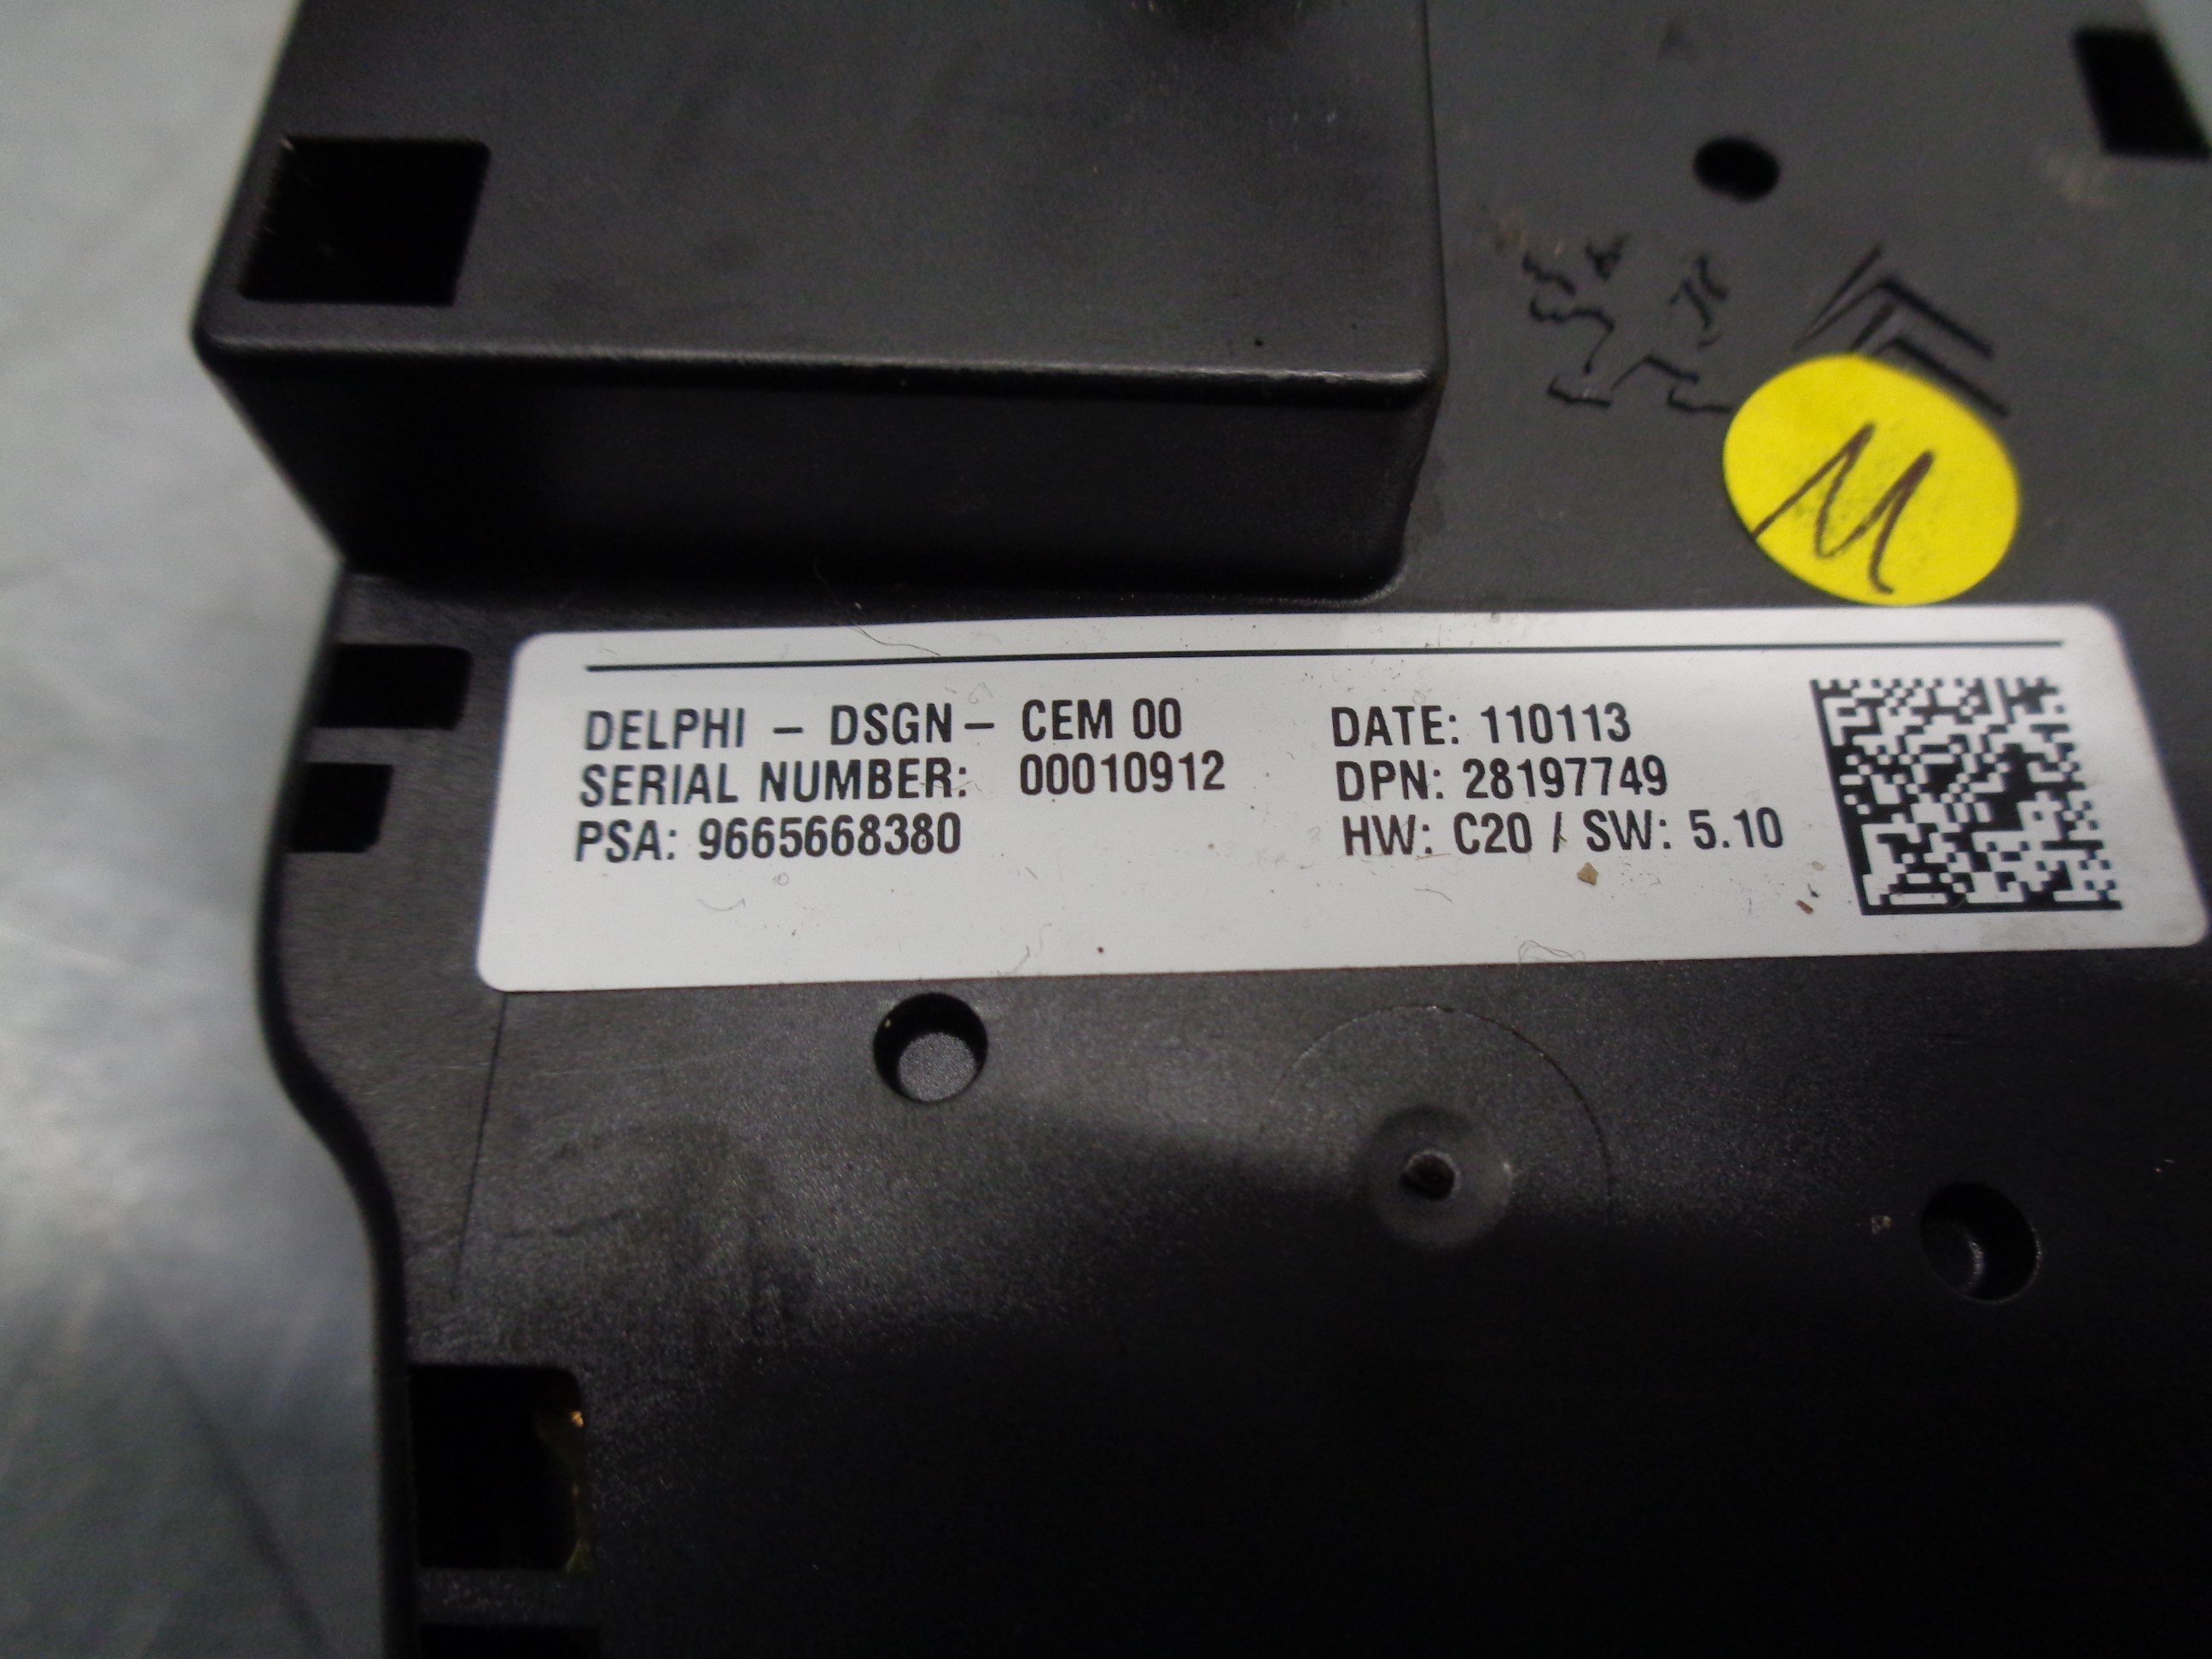 M
DELPHI – DSGN – CEM 00
SERIAL NUMBER: 00010912
PSA: 9665668380
DATE: 110113
DPN: 28197749
HW: C20 / SW: 5.10